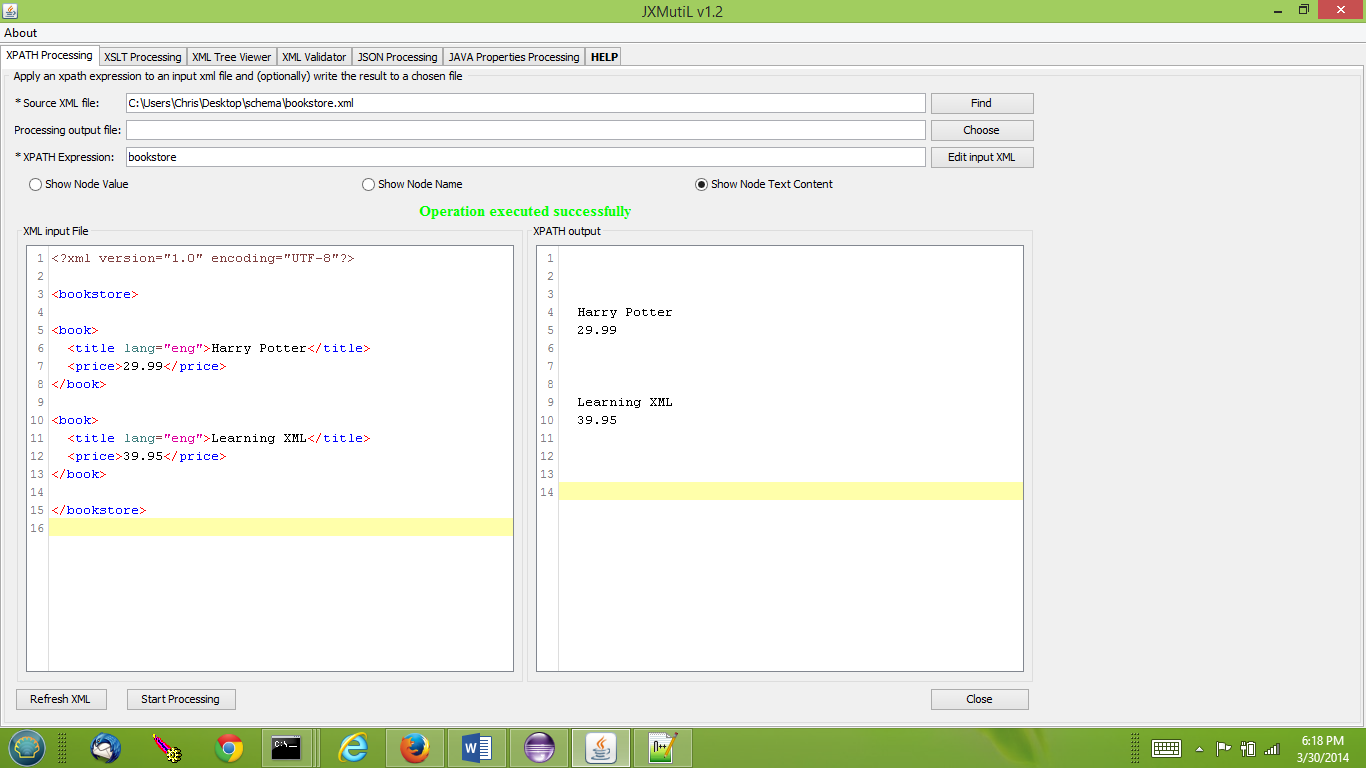 JXMutiL v1.2
About
XPATH Processing XSLT Processing XML Tree Viewer XML Validator JSON Processing JAVA Properties Processing HELP
Apply an xpath expression to an input xml file and (optionally) write the result to a chosen file
* Source XML file: C:\Users\Chris\Desktop\schema\bookstore.xml Find
Processing output file: Choose
* XPATH Expression: bookstore Edit input XML
Show Node Value Show Node Name Show Node Text Content
Operation executed successfully
XML input File
1 <?xml version="1.0" encoding="UTF-8"?>
2
3 <bookstore>
4
5 <book>
6 <title lang="eng">Harry Potter</title>
7 <price>29.99</price>
8 </book>
9
10 <book>
11 <title lang="eng">Learning XML</title>
12 <price>39.95</price>
13 </book>
14
15 </bookstore>
16
XPATH output
1
2
3
4 Harry Potter
5 29.99
6
7
8
9 Learning XML
10 39.95
11
12
13
14
Refresh XML Start Processing Close
C:\_
W
n++
6:18 PM
3/30/2014